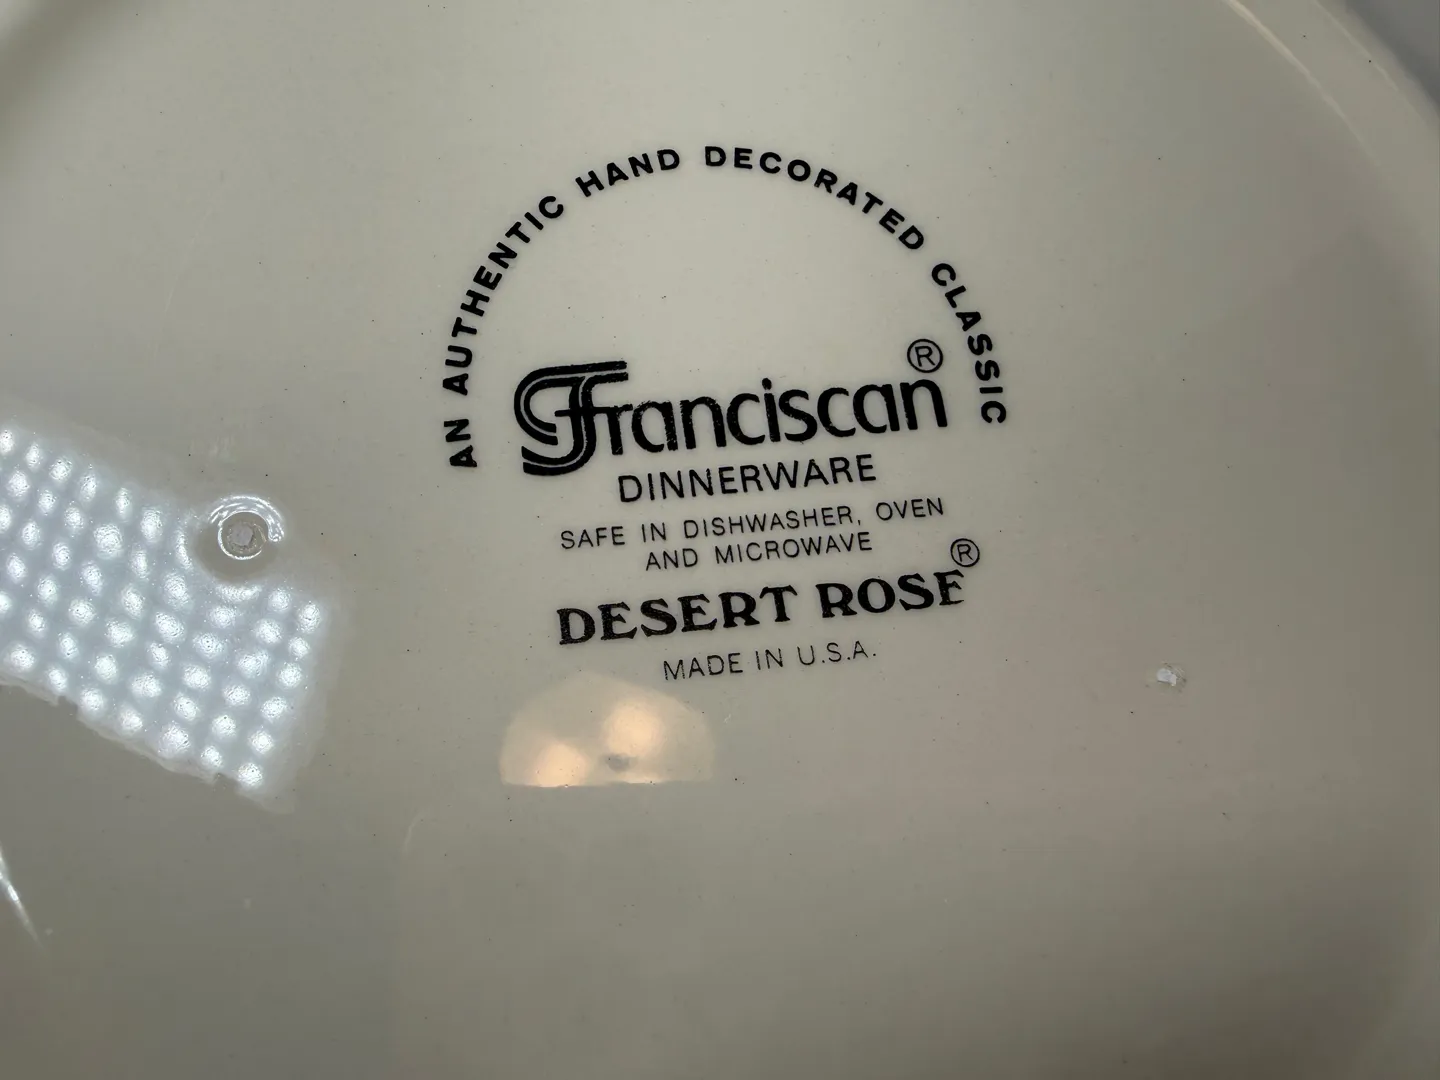 AN AUTHENTIC HAND DECORATED CLASSIC
Franciscan®
DINNERWARE
SAFE IN DISHWASHER, OVEN
AND MICROWAVE
DESERT ROSE®
MADE IN U.S.A.